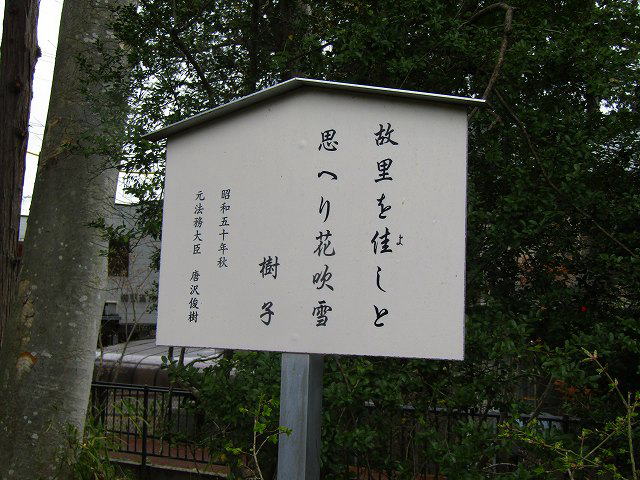 故里を佳しと
よ
思へり花吹雪
樹子
昭和五十年秋
元法務大臣 唐沢俊樹